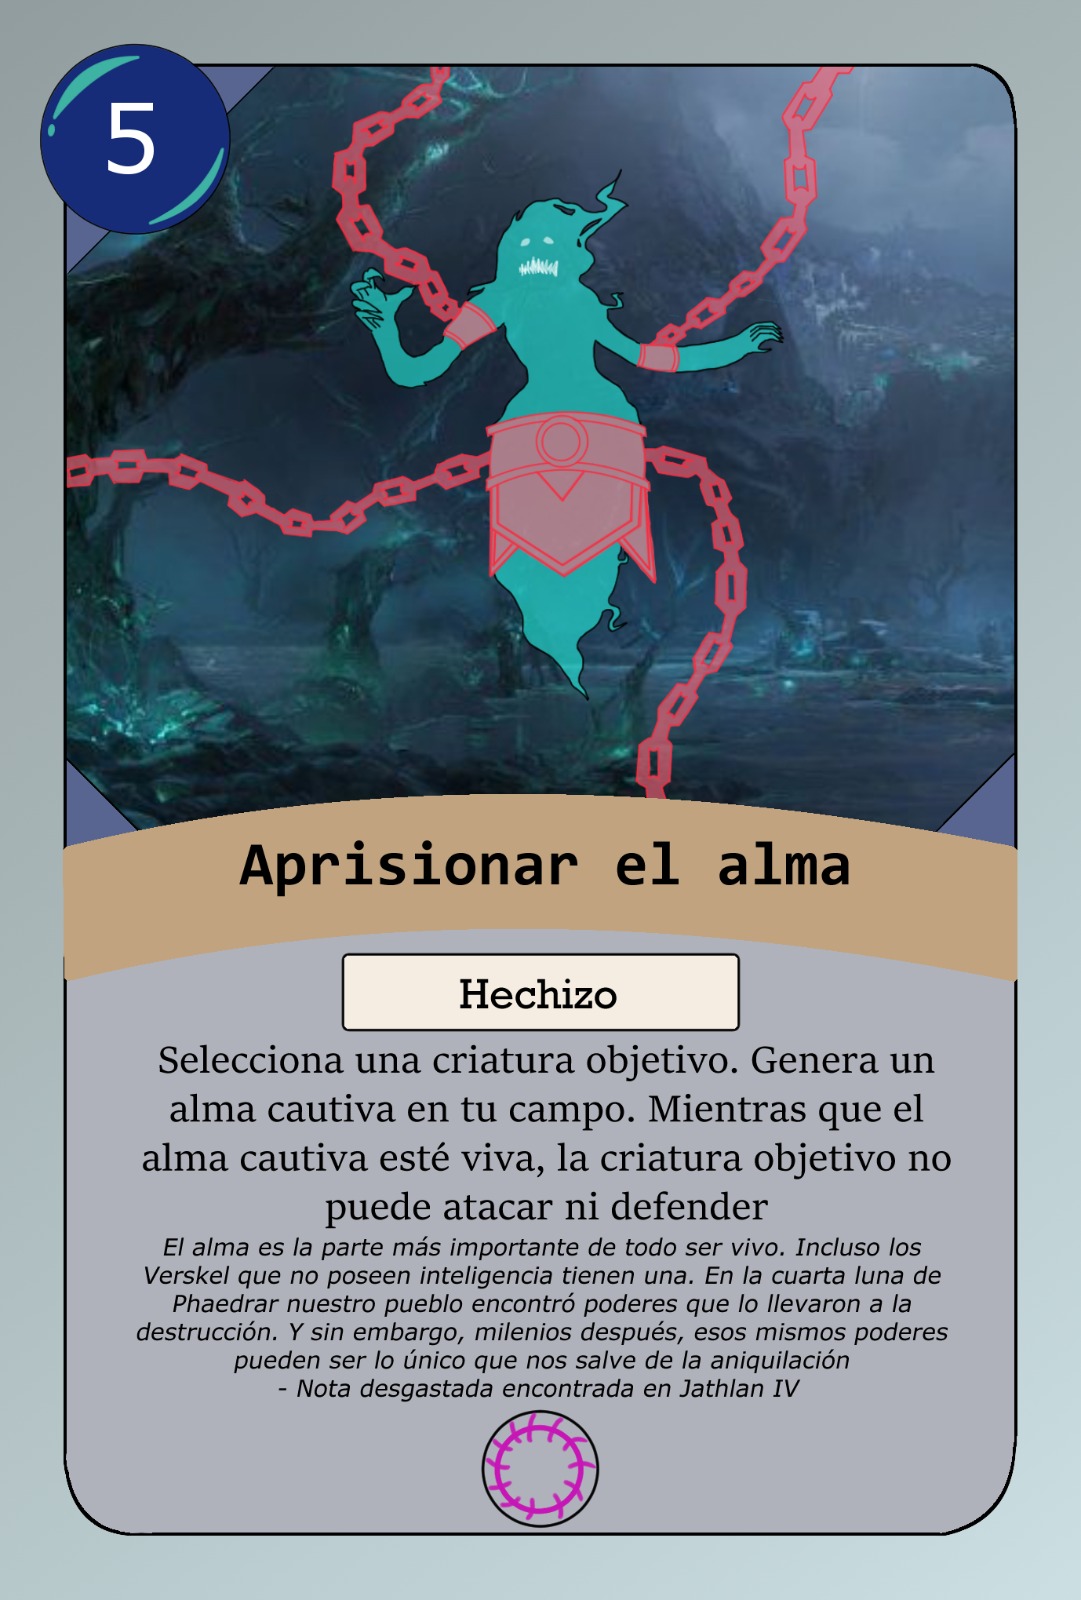 5
Aprisionar el alma
Hechizo
Selecciona una criatura objetivo. Genera un
alma cautiva en tu campo. Mientras que el
alma cautiva esté viva, la criatura objetivo no
puede atacar ni defender
El alma es la parte más importante de todo ser vivo. Incluso los
Verskel que no poseen inteligencia tienen una. En la cuarta luna de
Phaedrar nuestro pueblo encontró poderes que lo llevaron a la
destrucción. Y sin embargo, milenios después, esos mismos poderes
pueden ser lo único que nos salve de la aniquilación
- Nota desgastada encontrada en Jathlan IV